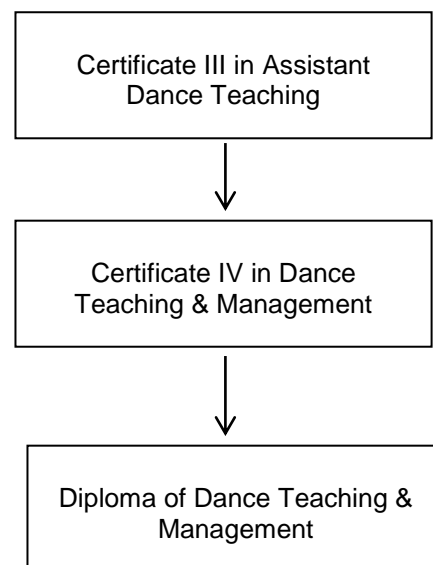 Certificate III in Assistant
Dance Teaching
Certificate IV in Dance
Teaching & Management
Diploma of Dance Teaching &
Management